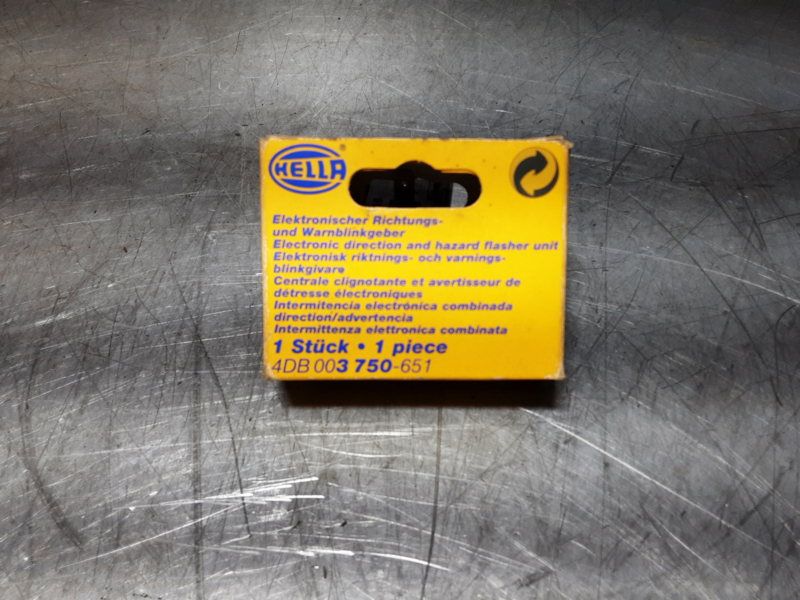 HELLA
Elektronischer Richtungs-
und Warnblinkgeber
Electronic direction and hazard flasher unit
Elektronisk riktnings- och varnings-
blinkgivare
Centrale clignotante et avertisseur de
détresse électroniques
Intermitencia electrónica combinada
direction/advertencia
Intermittenza elettronica combinata
1 Stück • 1 piece
4DB 003 750-651